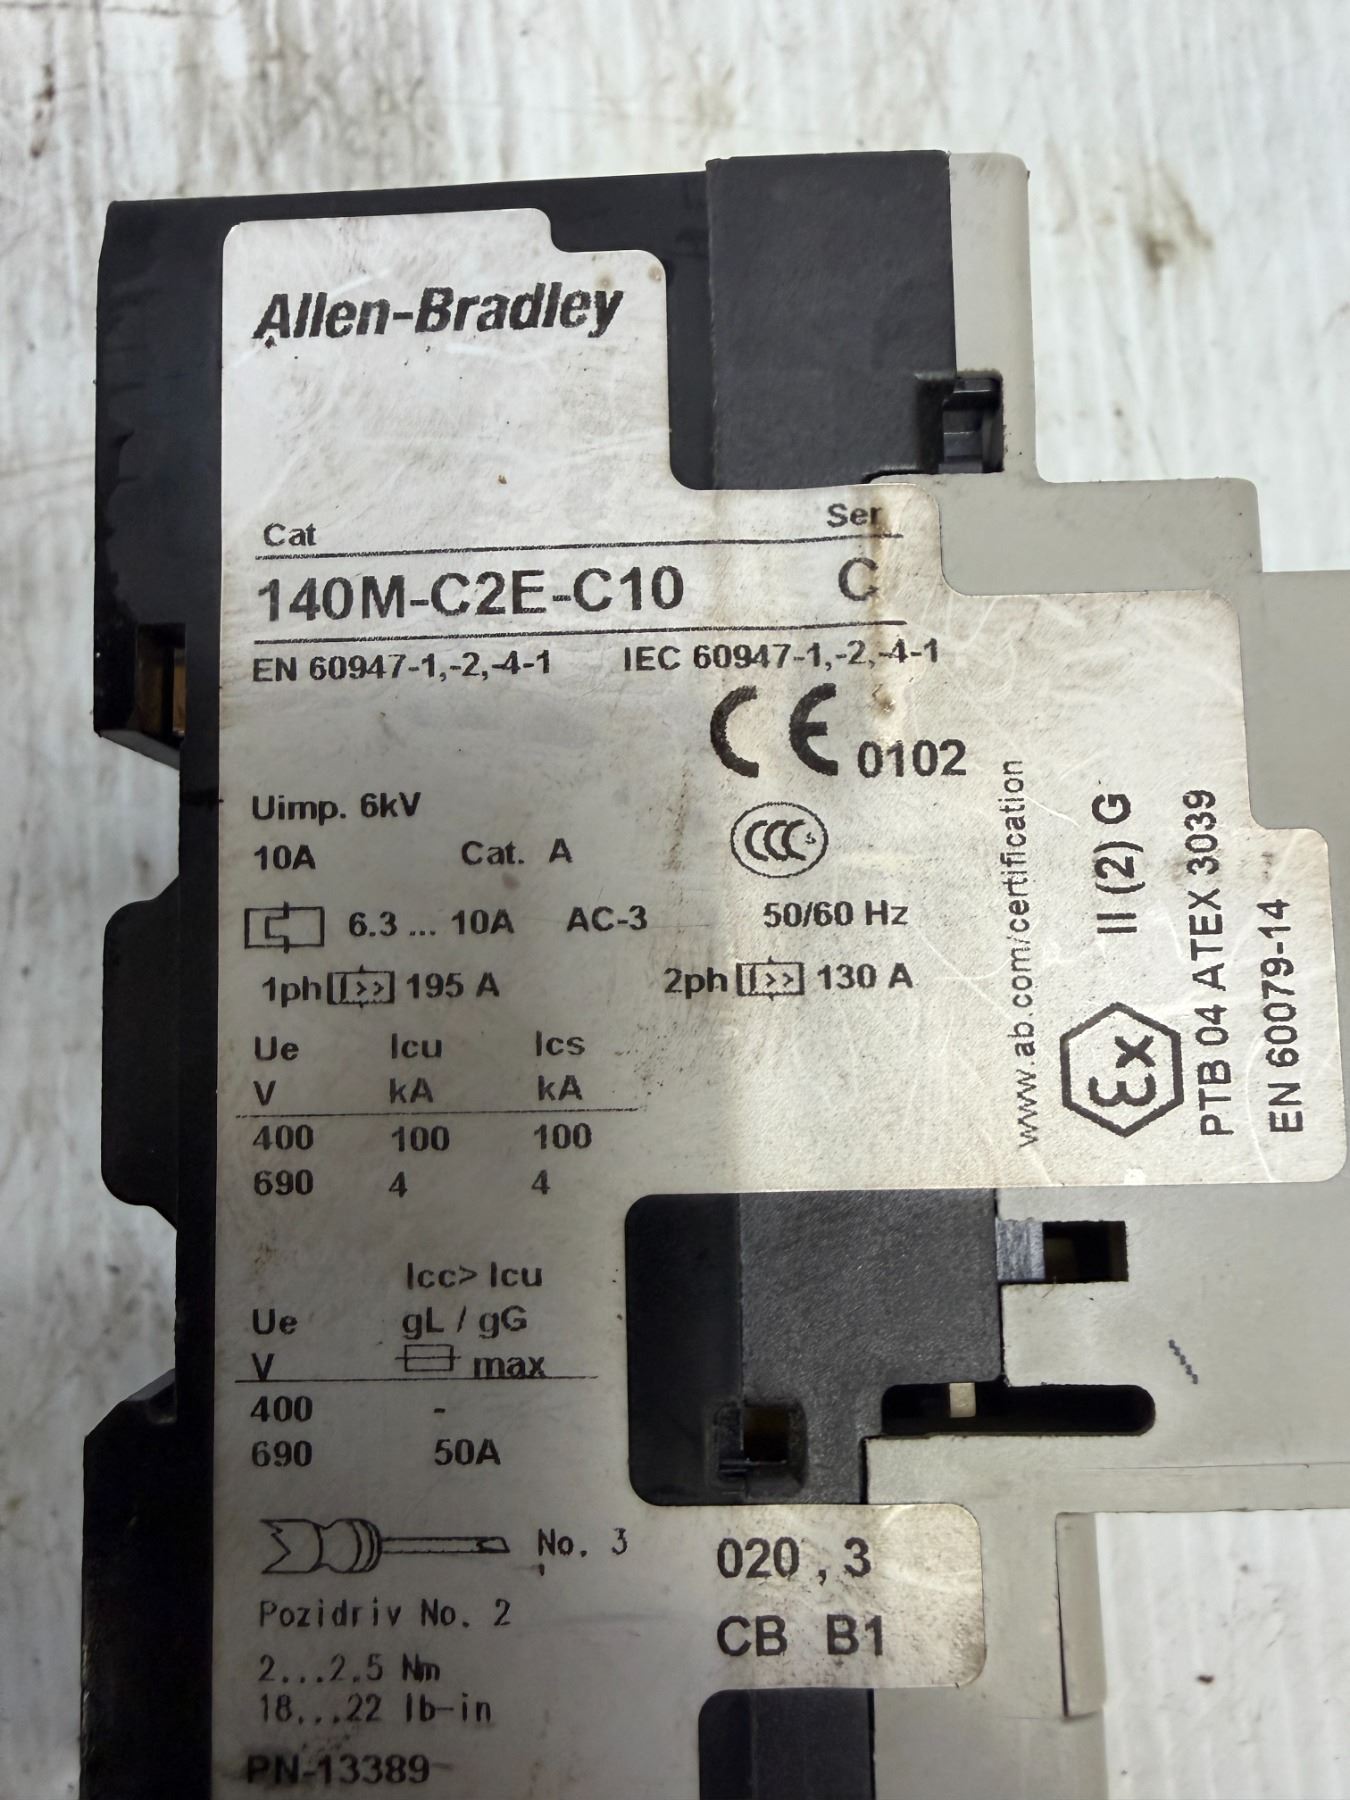 Allen-Bradley
Cat Ser
140M-C2E-C10 C
EN 60947-1,-2,-4-1 IEC 60947-1,-2,-4-1
CE 0102
Uimp. 6kV
10A Cat. A
CCC S
6.3 ... 10A AC-3 50/60 Hz
1ph 195 A 2ph 130 A
Ue Icu Ics
V kA kA
400 100 100
690 4 4
Icc> Icu
Ue gL / gG
V max
400 -
690 50A
No. 3
Pozidriv No. 2
2...2.5 Nm
18...22 lb-in
PN-13389
020 , 3
CB B1
www.ab.com/certification
Ex II (2) G
PTB 04 ATEX 3039
EN 60079-14